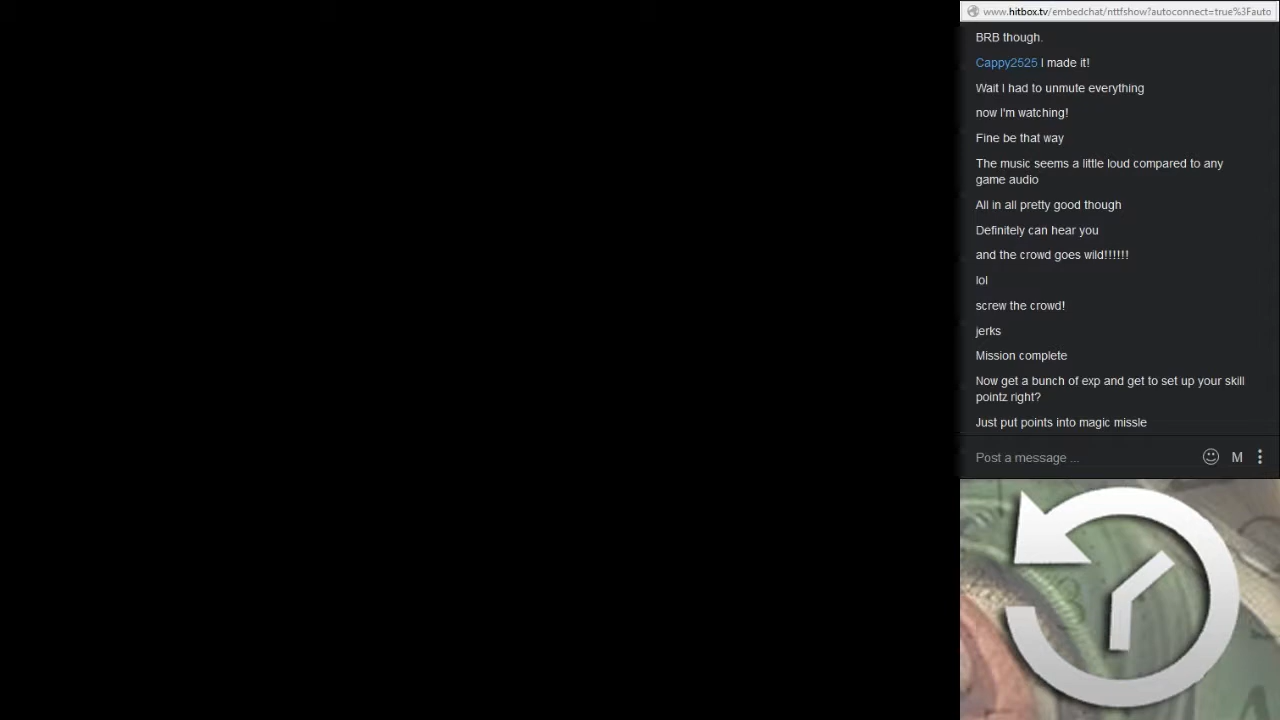 www.hitbox.tv/embedchat/nttfshow?autoconnect=true%3Fauto
BRB though.
Cappy2525 I made it!
Wait I had to unmute everything
now I'm watching!
Fine be that way
The music seems a little loud compared to any
game audio
All in all pretty good though
Definitely can hear you
and the crowd goes wild!!!!!!
lol
screw the crowd!
jerks
Mission complete
Now get a bunch of exp and get to set up your skill
pointz right?
Just put points into magic missle
Post a message ...
M